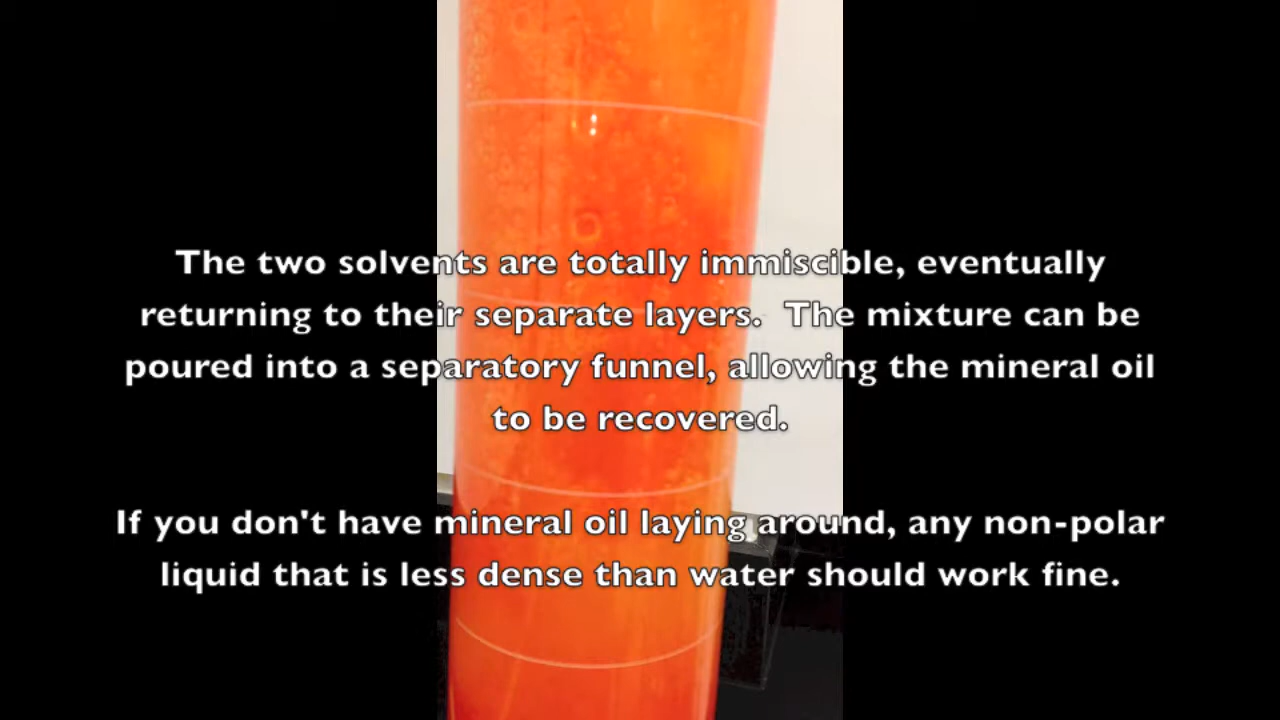 The two solvents are totally immiscible, eventually
returning to their separate layers.  The mixture can be
poured into a separatory funnel, allowing the mineral oil
to be recovered.
If you don't have mineral oil laying around, any non-polar
liquid that is less dense than water should work fine.